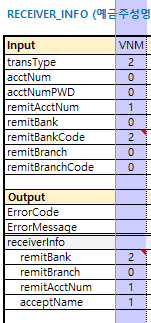 RECEIVER_INFO (예금주성명
Input VNM
transType 2
acctNum 0
acctNumPWD 0
remitAcctNum 1
remitBank 0
remitBankCode 2
remitBranch 0
remitBranchCode 0
Output
ErrorCode
ErrorMessage
receiverInfo
remitBank 2
remitBranch 0
remitAcctNum 1
acceptName 1